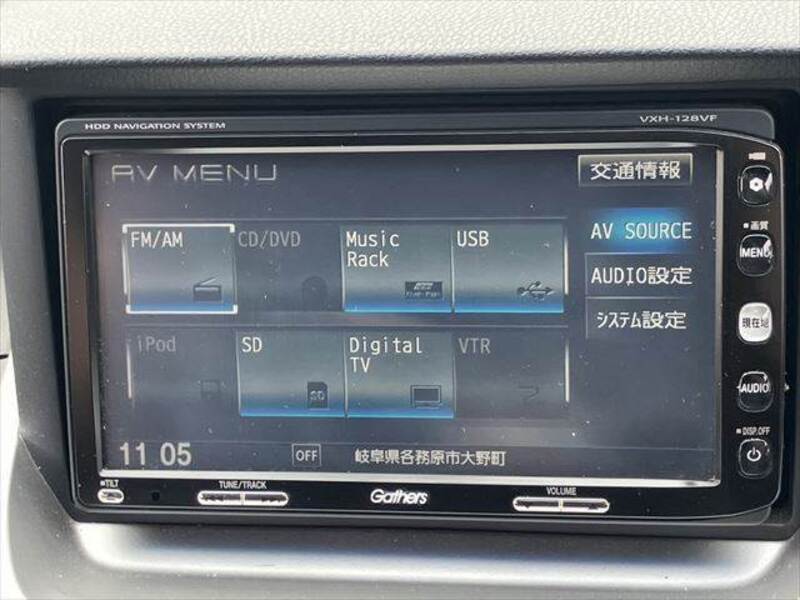 HDD NAVIGATION SYSTEM
VXH-128VF
AV MENU
交通情報
FM/AM
CD/DVD
Music
Rack
USB
AV SOURCE
AUDIO設定
システム設定
iPod
SD
Digital
TV
VTR
11 05
OFF
岐阜県各務原市大野町
画質
MENU
現在地
AUDIO
DISP.OFF
TILT
TUNE/TRACK
Gathers
VOLUME